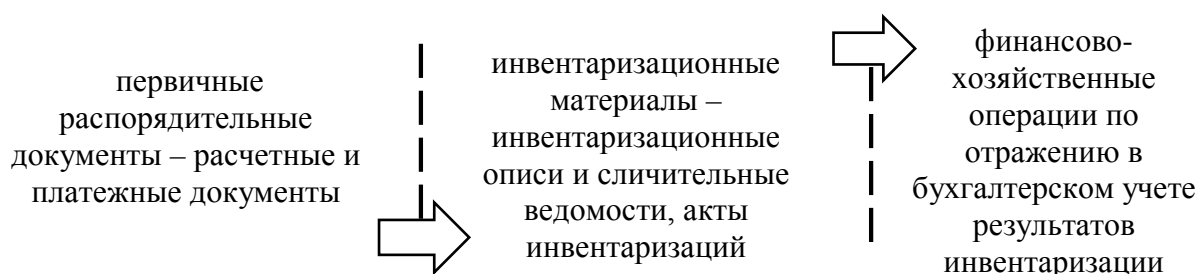 первичные
распорядительные
документы – расчетные и
платежные документы
инвентаризационные
материалы –
инвентаризационные
описи и сличительные
ведомости, акты
инвентаризаций
финансово-
хозяйственные
операции по
отражению в
бухгалтерском учете
результатов
инвентаризации